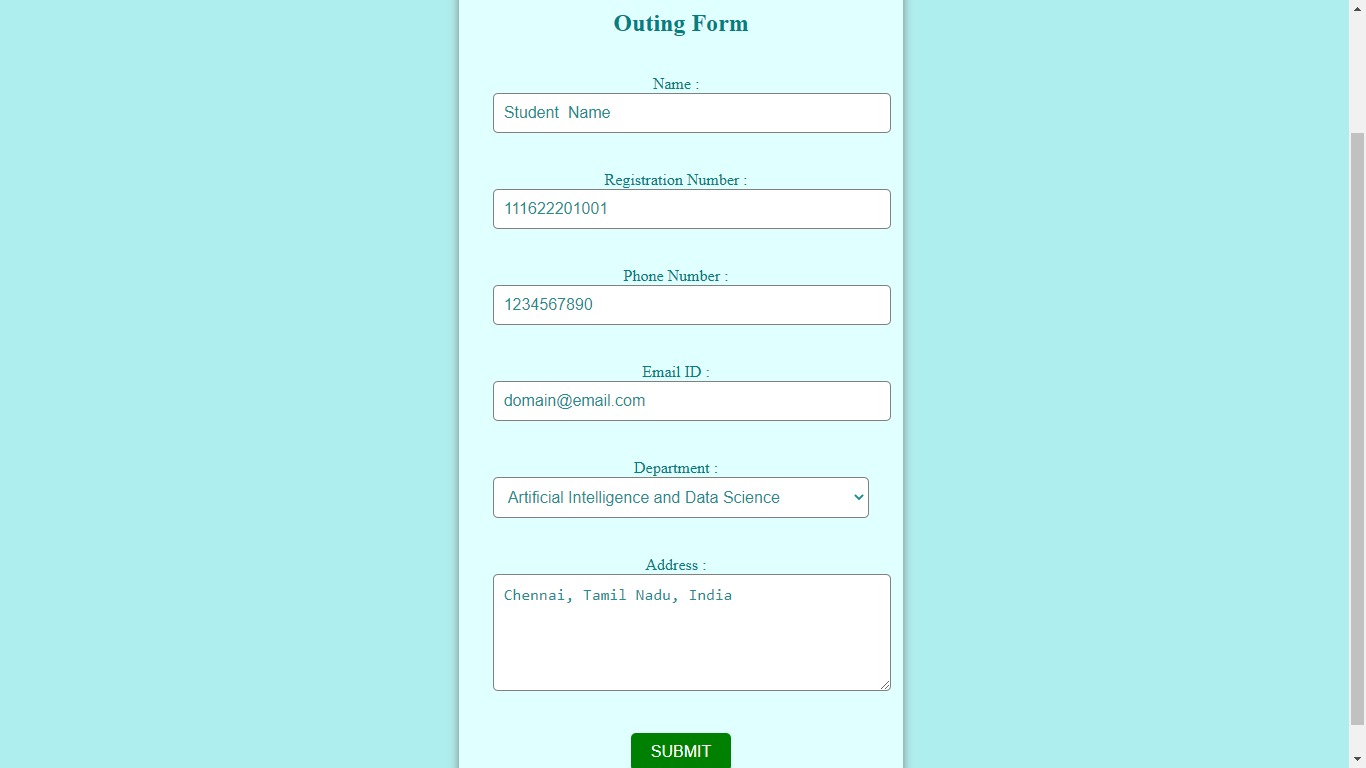 Outing Form
Name :
Student  Name
Registration Number :
111622201001
Phone Number :
1234567890
Email ID :
domain@email.com
Department :
Artificial Intelligence and Data Science
Address :
Chennai, Tamil Nadu, India
SUBMIT